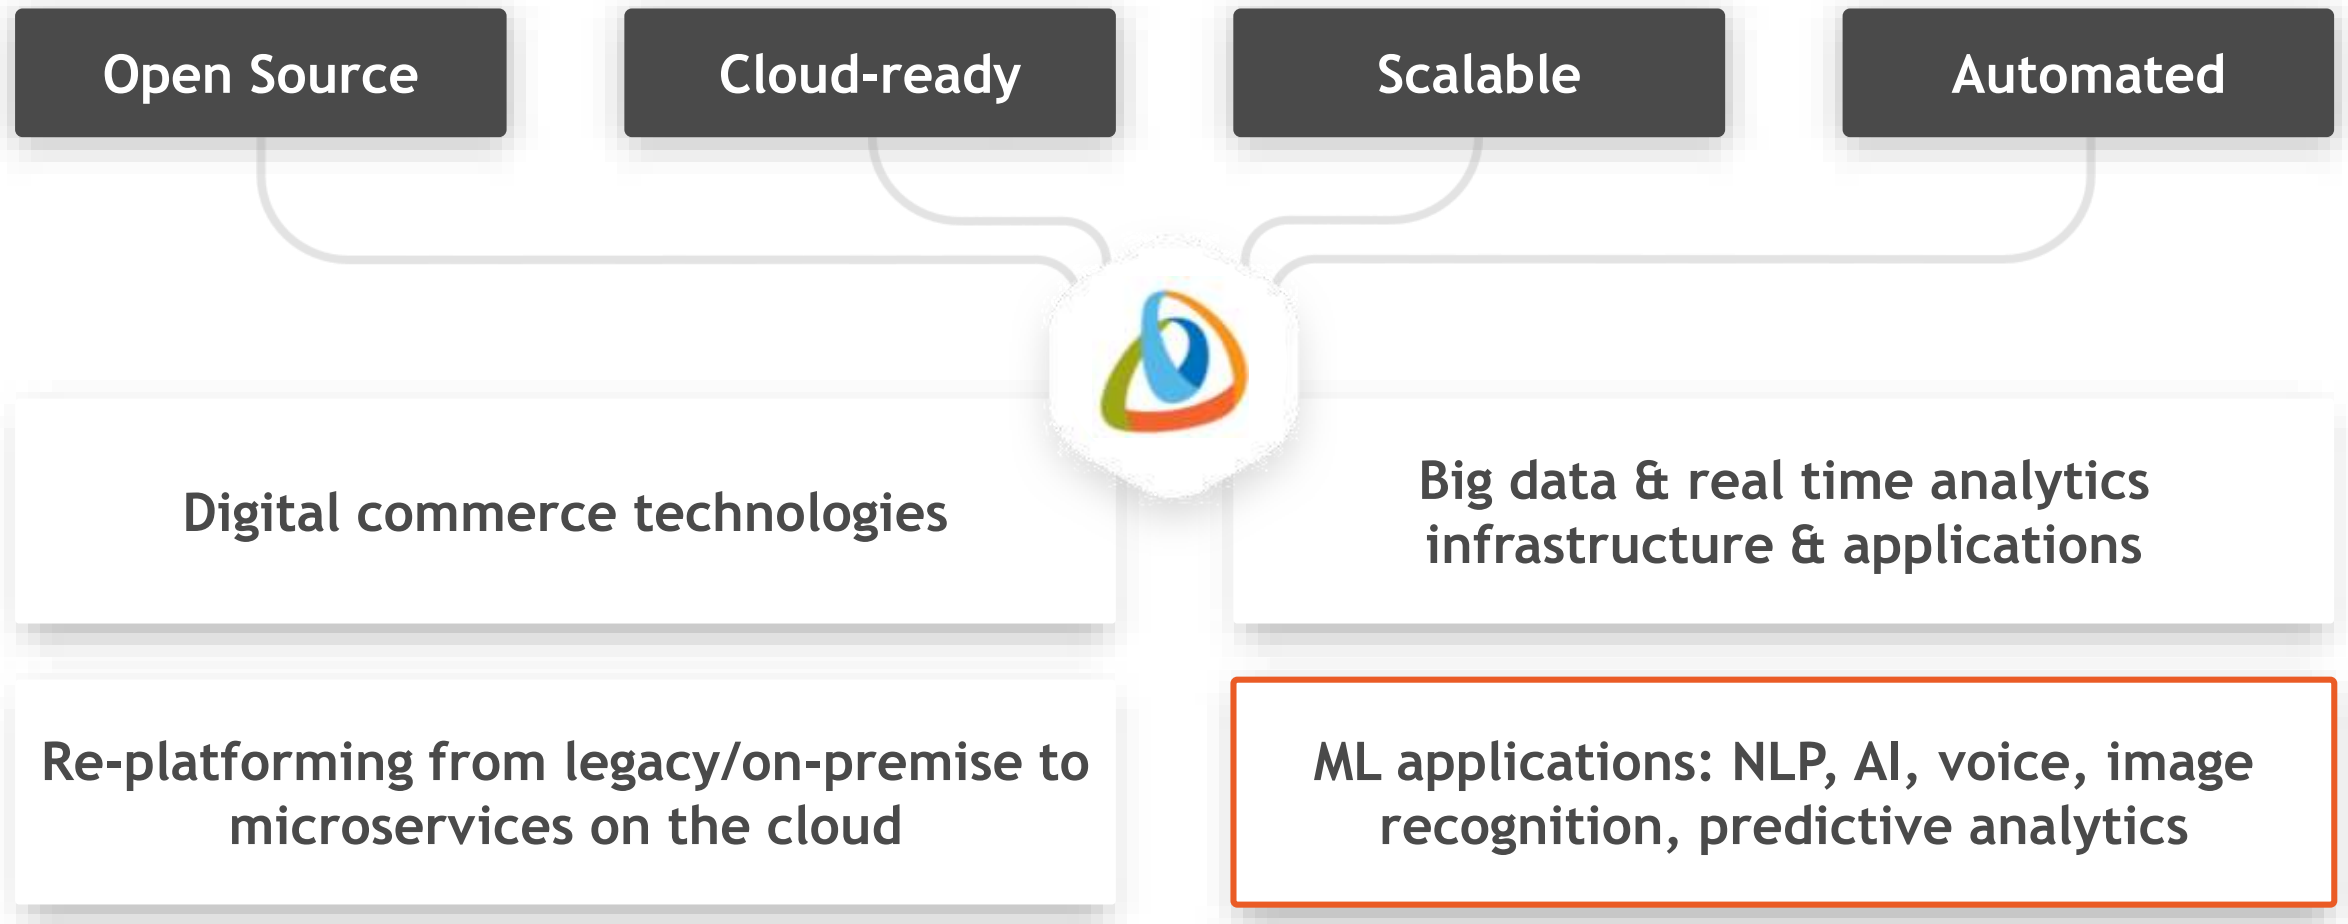 Open Source
Cloud-ready
Scalable
Automated
Digital commerce technologies
Big data & real time analytics
infrastructure & applications
Re-platforming from legacy/on-premise to
microservices on the cloud
ML applications: NLP, AI, voice, image
recognition, predictive analytics